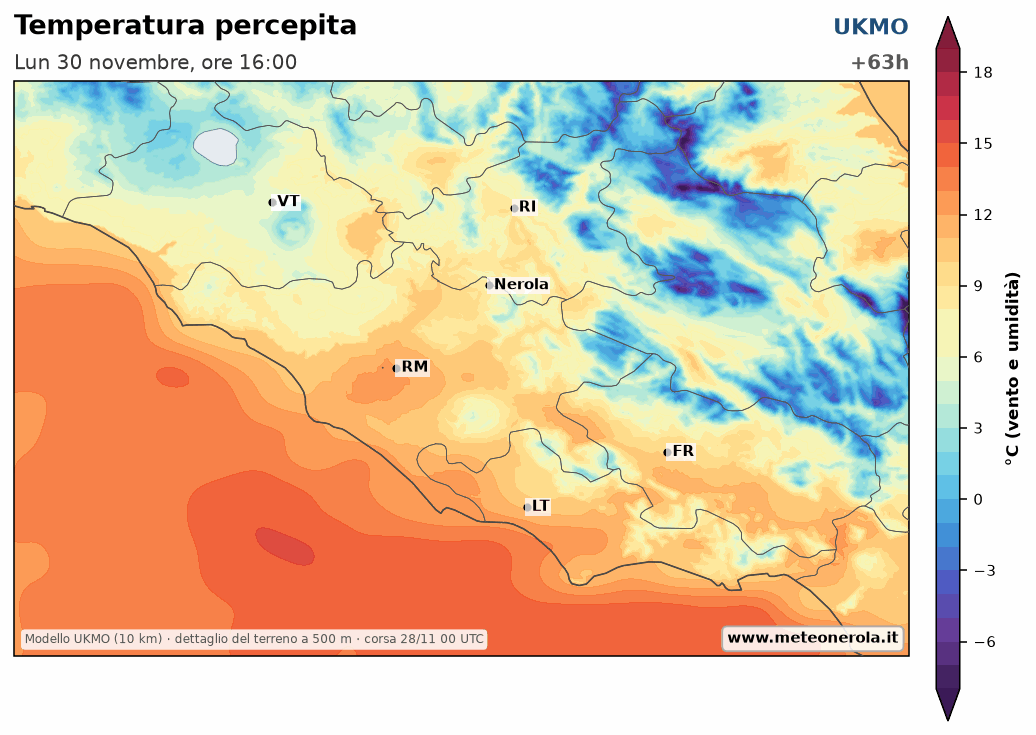 Temperatura percepita
UKMO
Lun 30 novembre, ore 16:00
+63h
VT
RI
Nerola
RM
FR
LT
Modello UKMO (10 km) · dettaglio del terreno a 500 m · corsa 28/11 00 UTC
www.meteonerola.it
18
15
12
9
6
3
0
−3
−6
°C (vento e umidità)